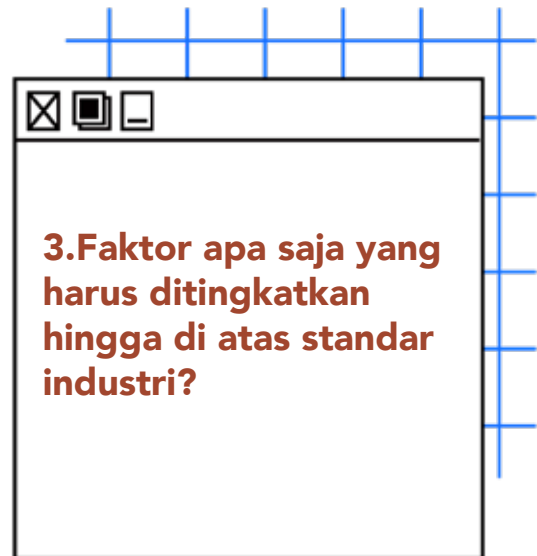 3.Faktor apa saja yang
harus ditingkatkan
hingga di atas standar
industri?